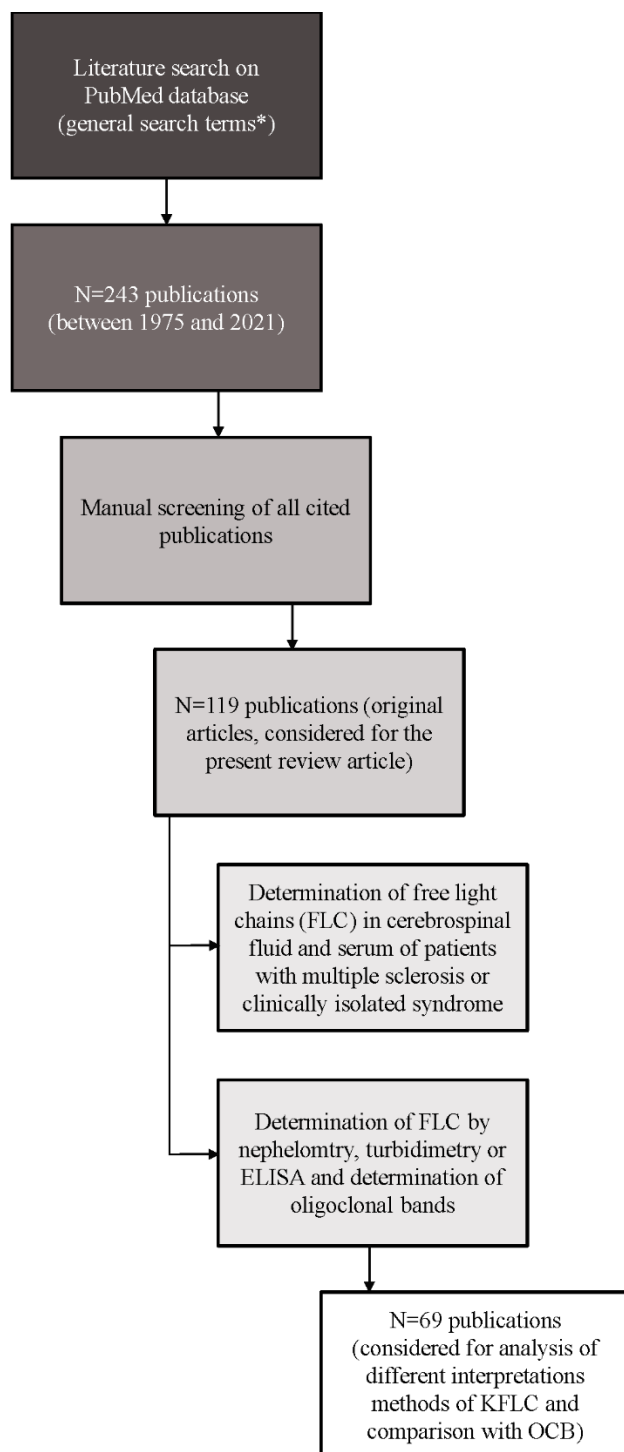 Literature search on
PubMed database
(general search terms*)
N=243 publications
(between 1975 and 2021)
Manual screening of all cited
publications
N=119 publications (original
articles, considered for the
present review article)
Determination of free light
chains (FLC) in cerebrospinal
fluid and serum of patients
with multiple sclerosis or
clinically isolated syndrome
Determination of FLC by
nephelomtry, turbidimetry or
ELISA and determination of
oligoclonal bands
N=69 publications
(considered for analysis of
different interpretations
methods of KFLC and
comparison with OCB)